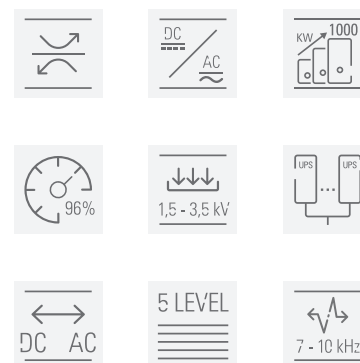 DC
AC
KW 1000
96%
1,5 - 3,5 kV
UPS ... UPS
DC AC
5 LEVEL
7 - 10 kHz